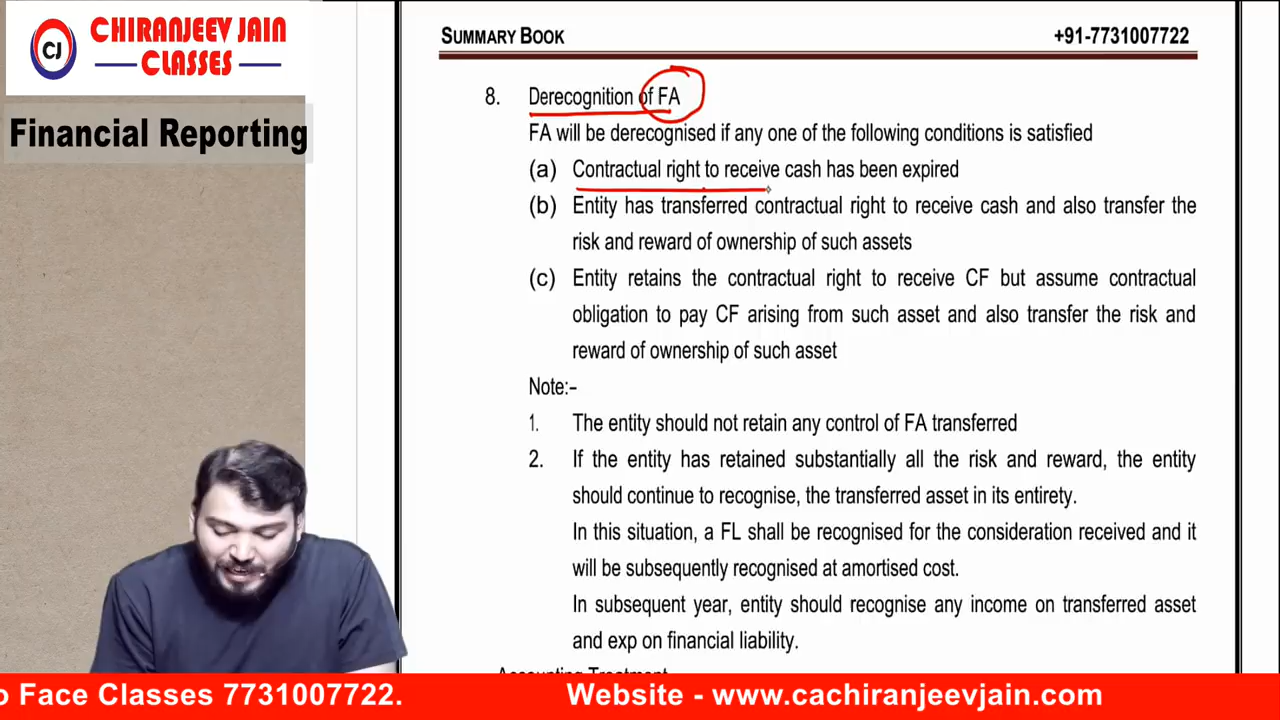 CJ
CHIRANJEEV JAIN
CLASSES
Financial Reporting
SUMMARY BOOK
+91-7731007722
8. Derecognition of FA
FA will be derecognised if any one of the following conditions is satisfied
(a) Contractual right to receive cash has been expired
(b) Entity has transferred contractual right to receive cash and also transfer the
risk and reward of ownership of such assets
(c) Entity retains the contractual right to receive CF but assume contractual
obligation to pay CF arising from such asset and also transfer the risk and
reward of ownership of such asset
Note:-
1. The entity should not retain any control of FA transferred
2. If the entity has retained substantially all the risk and reward, the entity
should continue to recognise, the transferred asset in its entirety.
In this situation, a FL shall be recognised for the consideration received and it
will be subsequently recognised at amortised cost.
In subsequent year, entity should recognise any income on transferred asset
and exp on financial liability.
Accounting Treatment
o Face Classes 7731007722.
Website - www.cachiranjeevjain.com